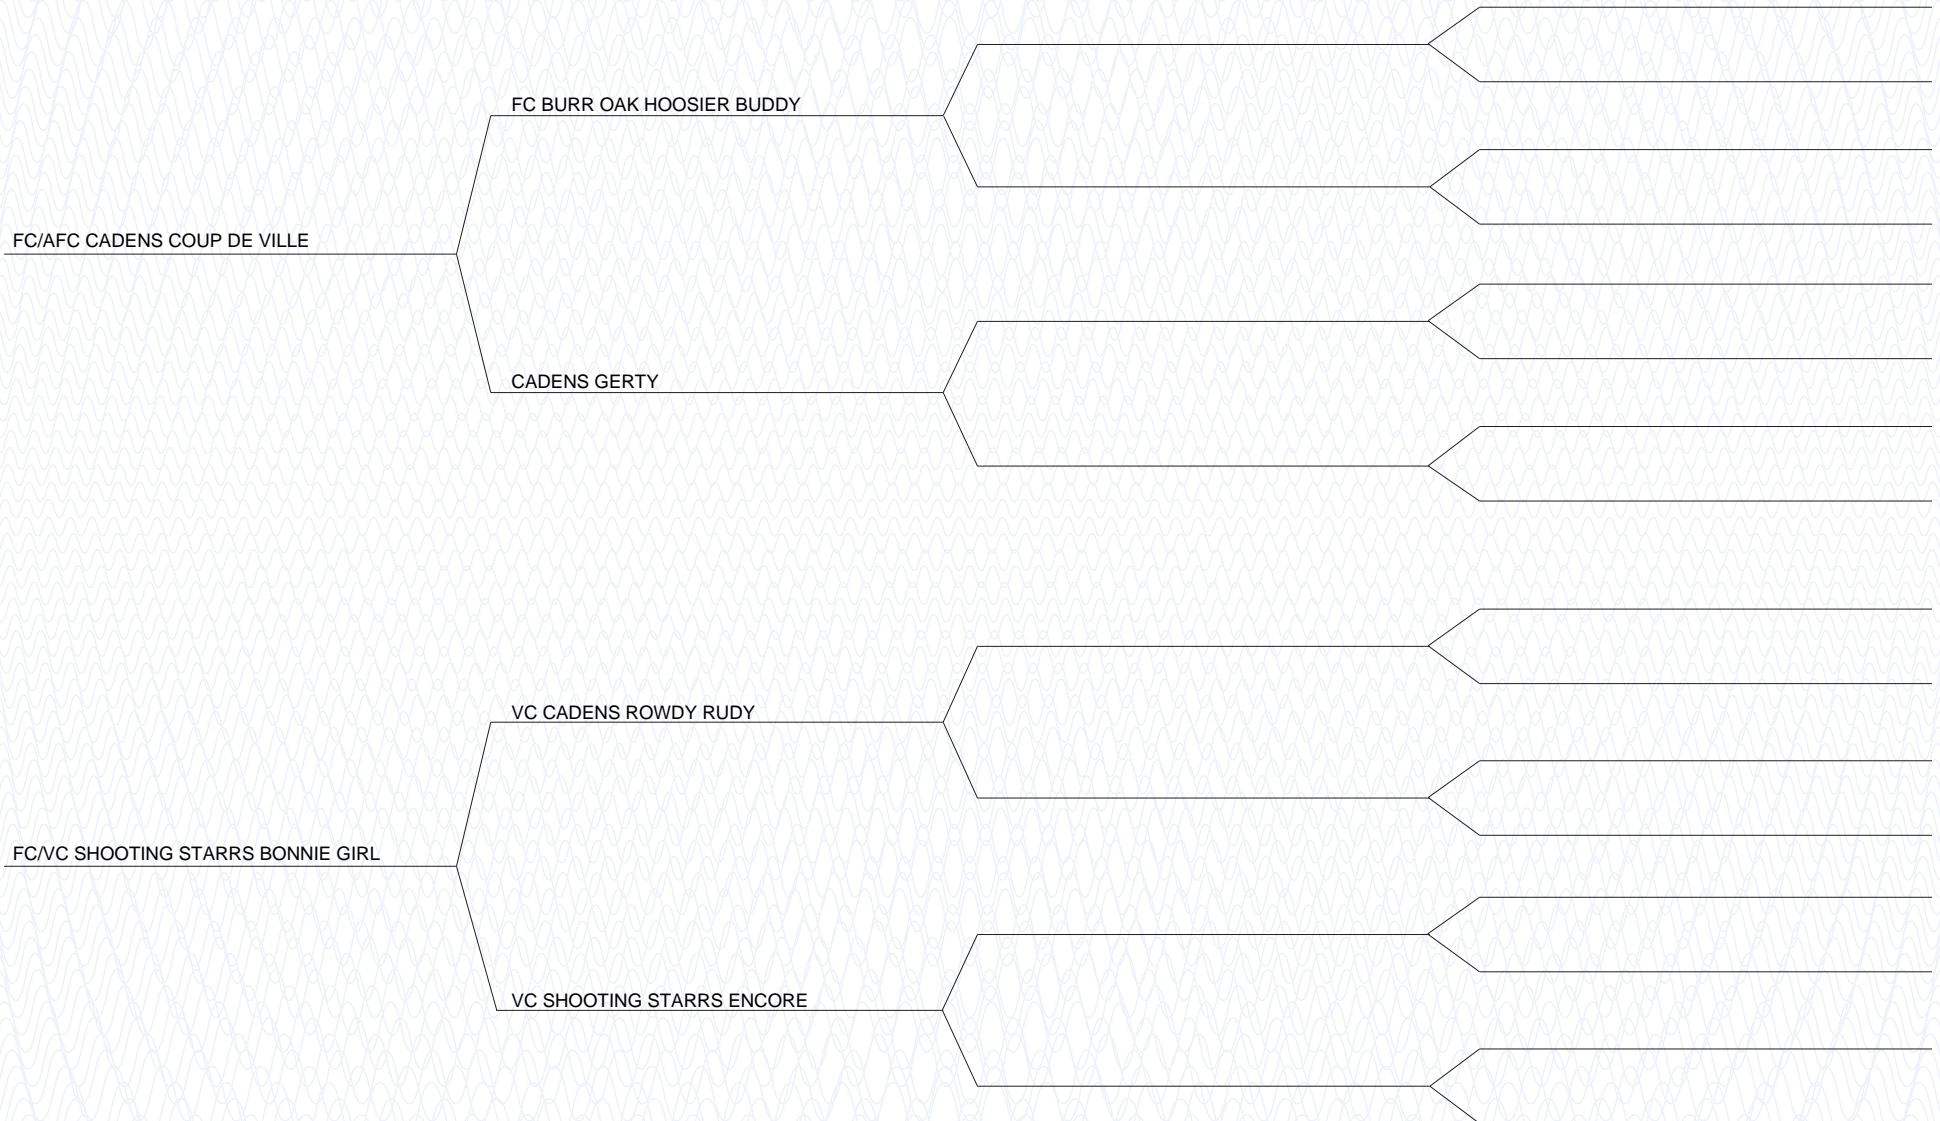 FC BURR OAK HOOSIER BUDDY
FC/AFC CADENS COUP DE VILLE
CADENS GERTY
VC CADENS ROWDY RUDY
FC/VC SHOOTING STARRS BONNIE GIRL
VC SHOOTING STARRS ENCORE